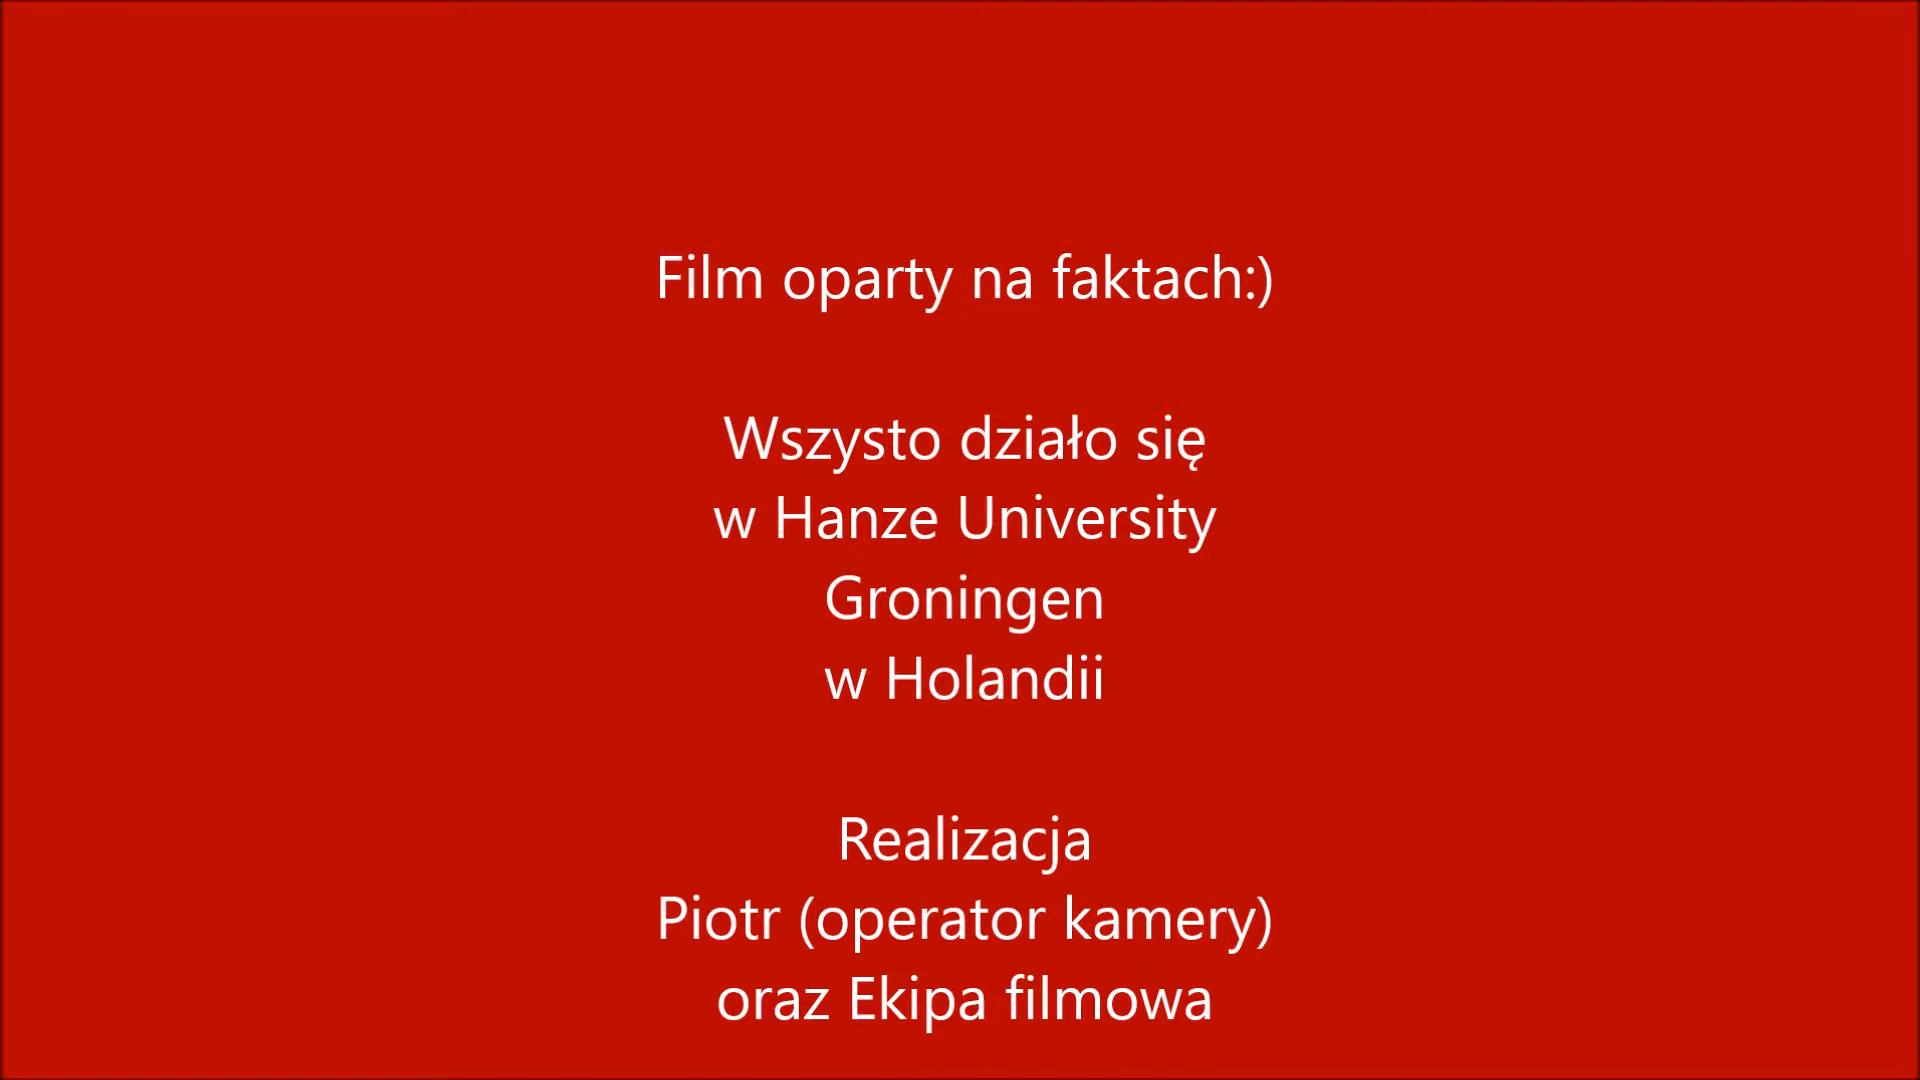 Film oparty na faktach:)
Wszysto działo się
w Hanze University
Groningen
w Holandii
Realizacja
Piotr (operator kamery)
oraz Ekipa filmowa